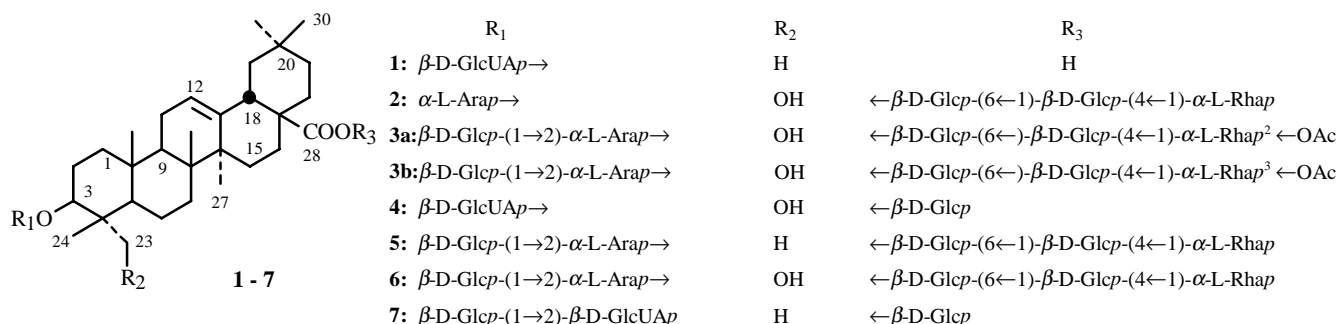 R₁ R₂ R₃
1: β-D-GlcUAp→ H H
2: α-L-Arap→ OH ←β-D-Glcp-(6←1)-β-D-Glcp-(4←1)-α-L-Rhap
3a: β-D-Glcp-(1→2)-α-L-Arap→ OH ←β-D-Glcp-(6←)-β-D-Glcp-(4←1)-α-L-Rhap² ←OAc
3b: β-D-Glcp-(1→2)-α-L-Arap→ OH ←β-D-Glcp-(6←)-β-D-Glcp-(4←1)-α-L-Rhap³ ←OAc
4: β-D-GlcUAp→ OH ←β-D-Glcp
5: β-D-Glcp-(1→2)-α-L-Arap→ H ←β-D-Glcp-(6←1)-β-D-Glcp-(4←1)-α-L-Rhap
6: β-D-Glcp-(1→2)-α-L-Arap→ OH ←β-D-Glcp-(6←1)-β-D-Glcp-(4←1)-α-L-Rhap
7: β-D-Glcp-(1→2)-β-D-GlcUAp H ←β-D-Glcp
30
20
12
18
COOR₃
28
15
1
9
27
3
R₁O
24
23
R₂
1 - 7